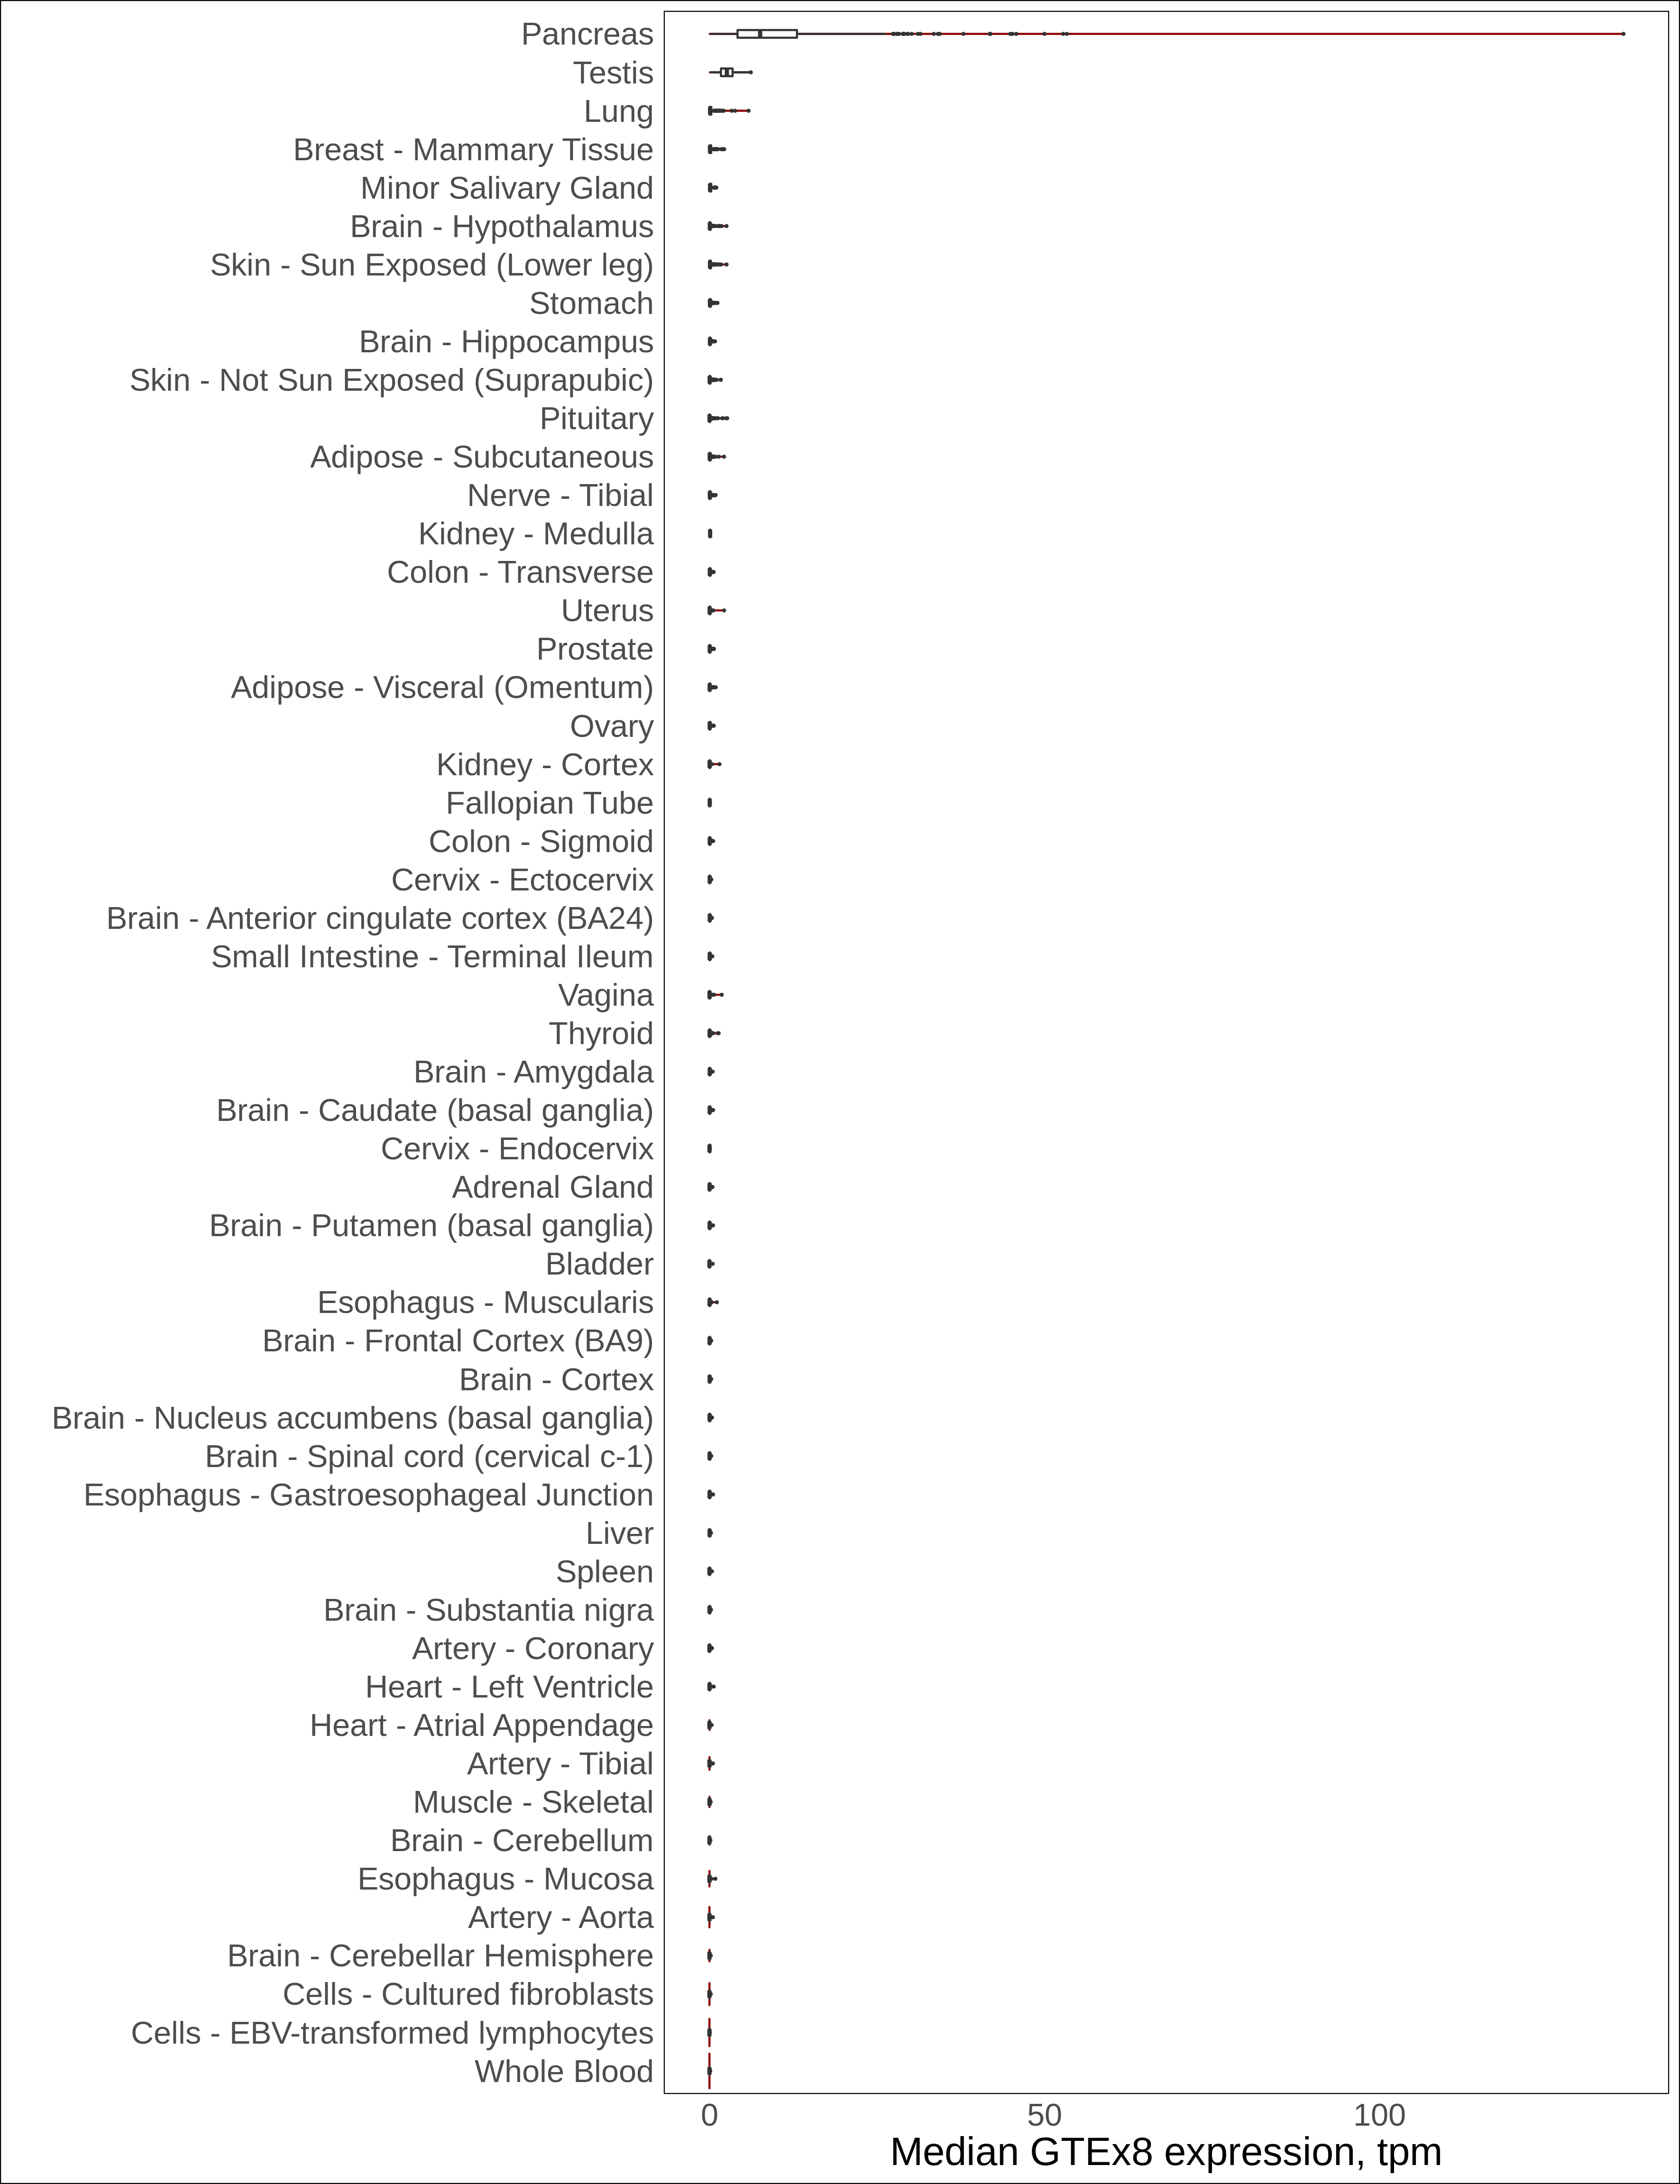 Pancreas
Testis
Lung
Breast - Mammary Tissue
Minor Salivary Gland
Brain - Hypothalamus
Skin - Sun Exposed (Lower leg)
Stomach
Brain - Hippocampus
Skin - Not Sun Exposed (Suprapubic)
Pituitary
Adipose - Subcutaneous
Nerve - Tibial
Kidney - Medulla
Colon - Transverse
Uterus
Prostate
Adipose - Visceral (Omentum)
Ovary
Kidney - Cortex
Fallopian Tube
Colon - Sigmoid
Cervix - Ectocervix
Brain - Anterior cingulate cortex (BA24)
Small Intestine - Terminal Ileum
Vagina
Thyroid
Brain - Amygdala
Brain - Caudate (basal ganglia)
Cervix - Endocervix
Adrenal Gland
Brain - Putamen (basal ganglia)
Bladder
Esophagus - Muscularis
Brain - Frontal Cortex (BA9)
Brain - Cortex
Brain - Nucleus accumbens (basal ganglia)
Brain - Spinal cord (cervical c-1)
Esophagus - Gastroesophageal Junction
Liver
Spleen
Brain - Substantia nigra
Artery - Coronary
Heart - Left Ventricle
Heart - Atrial Appendage
Artery - Tibial
Muscle - Skeletal
Brain - Cerebellum
Esophagus - Mucosa
Artery - Aorta
Brain - Cerebellar Hemisphere
Cells - Cultured fibroblasts
Cells - EBV-transformed lymphocytes
Whole Blood
0 50 100
Median GTEx8 expression, tpm